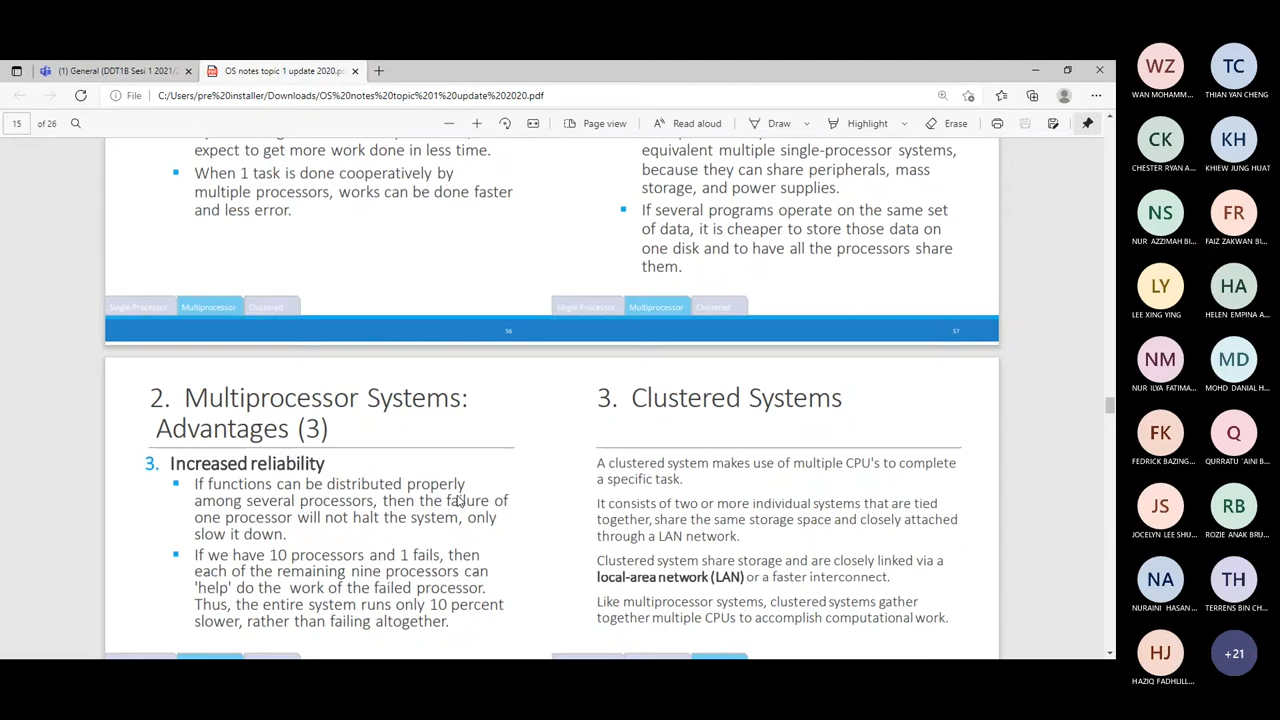 (1) General (DDT1B Sesi 1 2021/2
OS notes topic 1 update 2020.pd
File
C:/Users/pre%20installer/Downloads/OS%20notes%20topic%201%20update%202020.pdf
15 of 26
Page view
Read aloud
Draw
Highlight
Erase
expect to get more work done in less time.
When 1 task is done cooperatively by
multiple processors, works can be done faster
and less error.
Single Processor
Multiprocessor
Clustered
56
equivalent multiple single-processor systems,
because they can share peripherals, mass
storage, and power supplies.
If several programs operate on the same set
of data, it is cheaper to store those data on
one disk and to have all the processors share
them.
Single Processor
Multiprocessor
Clustered
57
2. Multiprocessor Systems:
Advantages (3)
3. Increased reliability
If functions can be distributed properly
among several processors, then the failure of
one processor will not halt the system, only
slow it down.
If we have 10 processors and 1 fails, then
each of the remaining nine processors can
'help' do the work of the failed processor.
Thus, the entire system runs only 10 percent
slower, rather than failing altogether.
3. Clustered Systems
A clustered system makes use of multiple CPU's to complete
a specific task.
It consists of two or more individual systems that are tied
together, share the same storage space and closely attached
through a LAN network.
Clustered system share storage and are closely linked via a
local-area network (LAN) or a faster interconnect.
Like multiprocessor systems, clustered systems gather
together multiple CPUs to accomplish computational work.
WZ
WAN MOHAMM...
TC
THIAN YAN CHENG
CK
CHESTER RYAN A...
KH
KHIEW JUNG HUAT
NS
NUR AZZIMAH BI...
FR
FAIZ ZAKWAN BI...
LY
LEE XING YING
HA
HELEN EMPINA A...
NM
NUR ILYA FATIMA...
MD
MOHD DANIAL H...
FK
FEDRICK BAZING...
Q
QURRATU 'AINI B...
JS
JOCELYN LEE SHU...
RB
ROZIE ANAK BRU...
NA
NURAINI HASAN ...
TH
TERRENS BIN CH...
HJ
HAZIQ FADHLILL...
+21